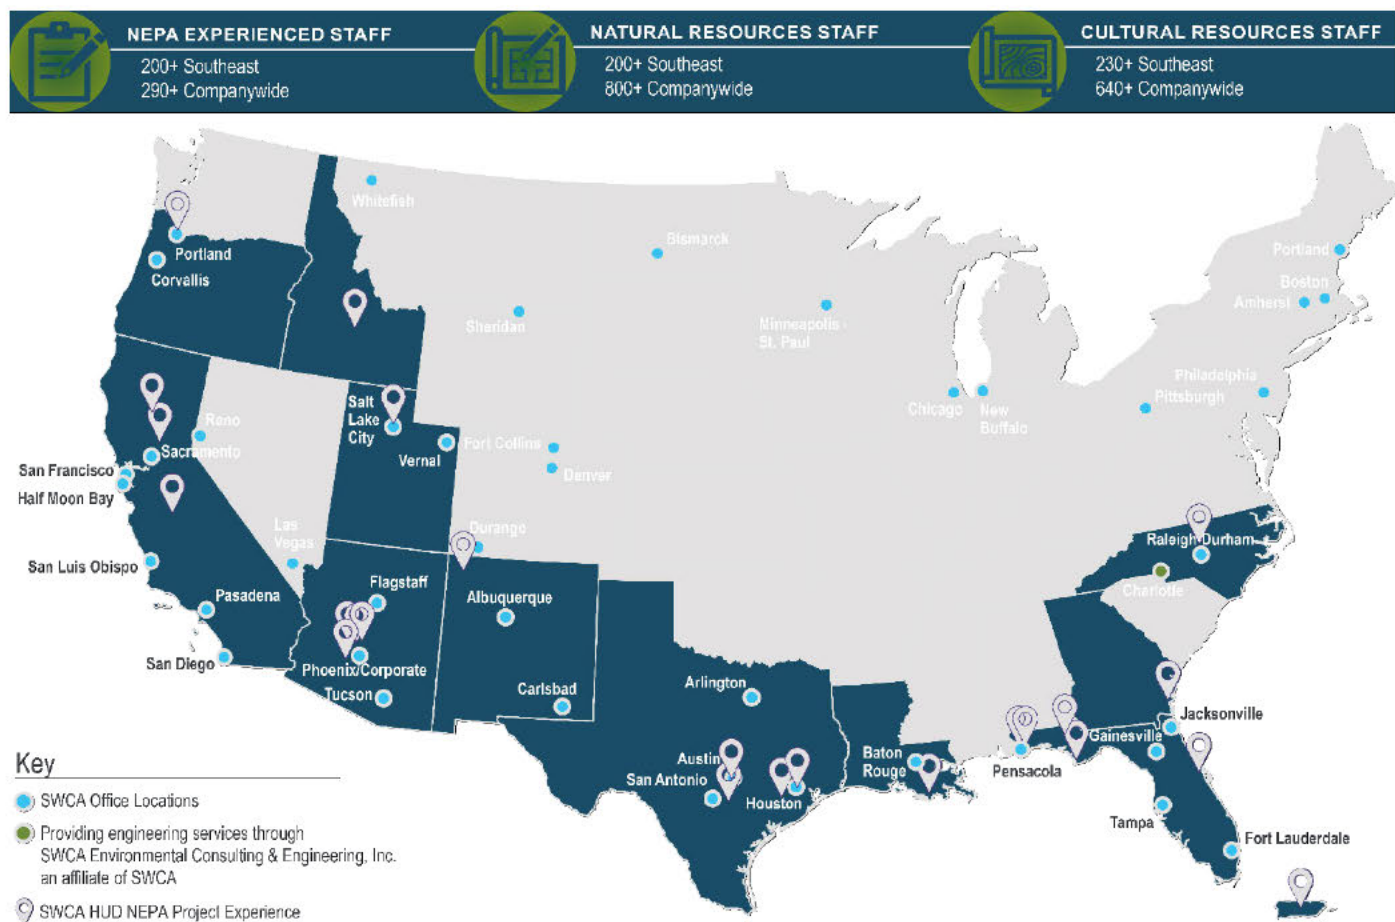 NEPA EXPERIENCED STAFF
200+ Southeast
290+ Companywide
NATURAL RESOURCES STAFF
200+ Southeast
800+ Companywide
CULTURAL RESOURCES STAFF
230+ Southeast
640+ Companywide
Whitefish
Portland
Corvallis
Bismarck
Portland
Boston
Amherst
Sheridan
Minneapolis -
St. Paul
Philadelphia
Pittsburgh
Chicago
New
Buffalo
Salt
Lake
City
Reno
Sacramento
Vernal
Fort Collins
Denver
San Francisco
Half Moon Bay
Las
Vegas
Durango
Raleigh-Durham
San Luis Obispo
Flagstaff
Charlotte
Pasadena
Albuquerque
San Diego
Phoenix/Corporate
Tucson
Carlsbad
Arlington
Jacksonville
Gainesville
Austin
San Antonio
Houston
Baton
Rouge
Pensacola
Tampa
Fort Lauderdale
Key
SWCA Office Locations
Providing engineering services through
SWCA Environmental Consulting & Engineering, Inc.
an affiliate of SWCA
SWCA HUD NEPA Project Experience